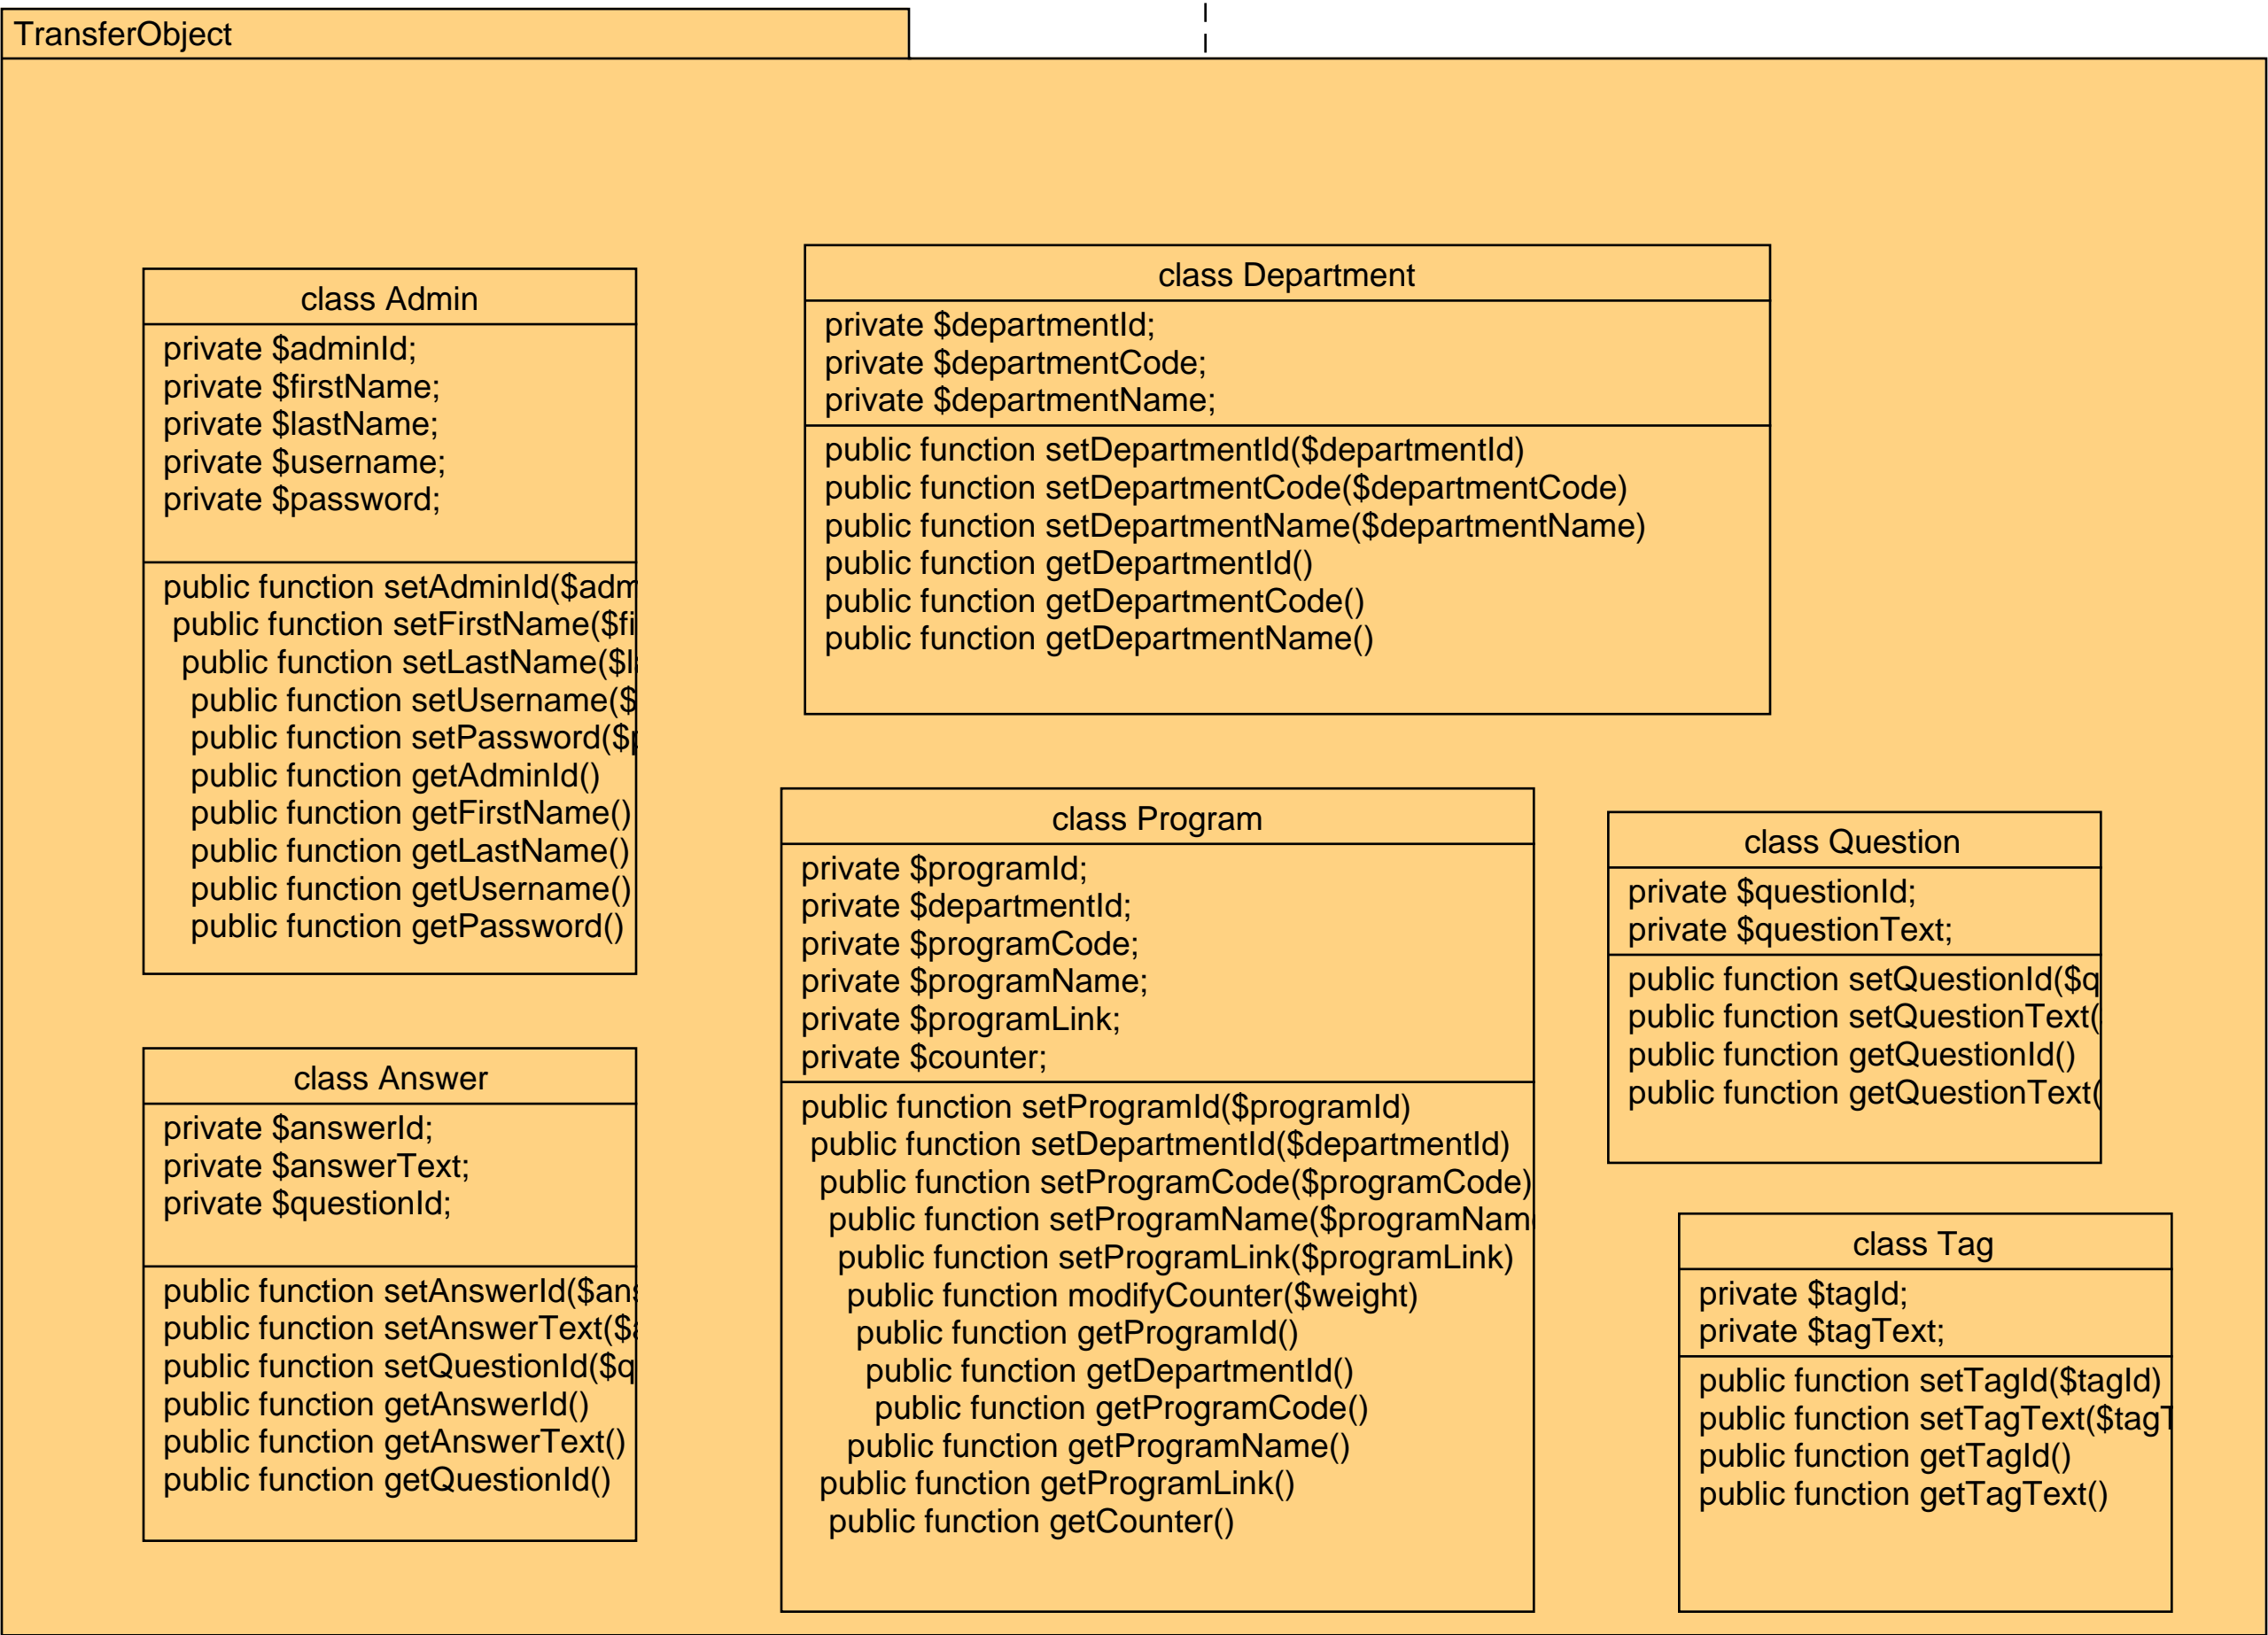 TransferObject
class Admin
private $adminId;
private $firstName;
private $lastName;
private $username;
private $password;
public function setAdminId($adm
public function setFirstName($fi
public function setLastName($l
public function setUsername($
public function setPassword($p
public function getAdminId()
public function getFirstName()
public function getLastName()
public function getUsername()
public function getPassword()
class Department
private $departmentId;
private $departmentCode;
private $departmentName;
public function setDepartmentId($departmentId)
public function setDepartmentCode($departmentCode)
public function setDepartmentName($departmentName)
public function getDepartmentId()
public function getDepartmentCode()
public function getDepartmentName()
class Answer
private $answerId;
private $answerText;
private $questionId;
public function setAnswerId($ans
public function setAnswerText($a
public function setQuestionId($q
public function getAnswerId()
public function getAnswerText()
public function getQuestionId()
class Program
private $programId;
private $departmentId;
private $programCode;
private $programName;
private $programLink;
private $counter;
public function setProgramId($programId)
public function setDepartmentId($departmentId)
public function setProgramCode($programCode)
public function setProgramName($programNam
public function setProgramLink($programLink)
public function modifyCounter($weight)
public function getProgramId()
public function getDepartmentId()
public function getProgramCode()
public function getProgramName()
public function getProgramLink()
public function getCounter()
class Question
private $questionId;
private $questionText;
public function setQuestionId($q
public function setQuestionText(
public function getQuestionId()
public function getQuestionText(
class Tag
private $tagId;
private $tagText;
public function setTagId($tagId)
public function setTagText($tagT
public function getTagId()
public function getTagText()